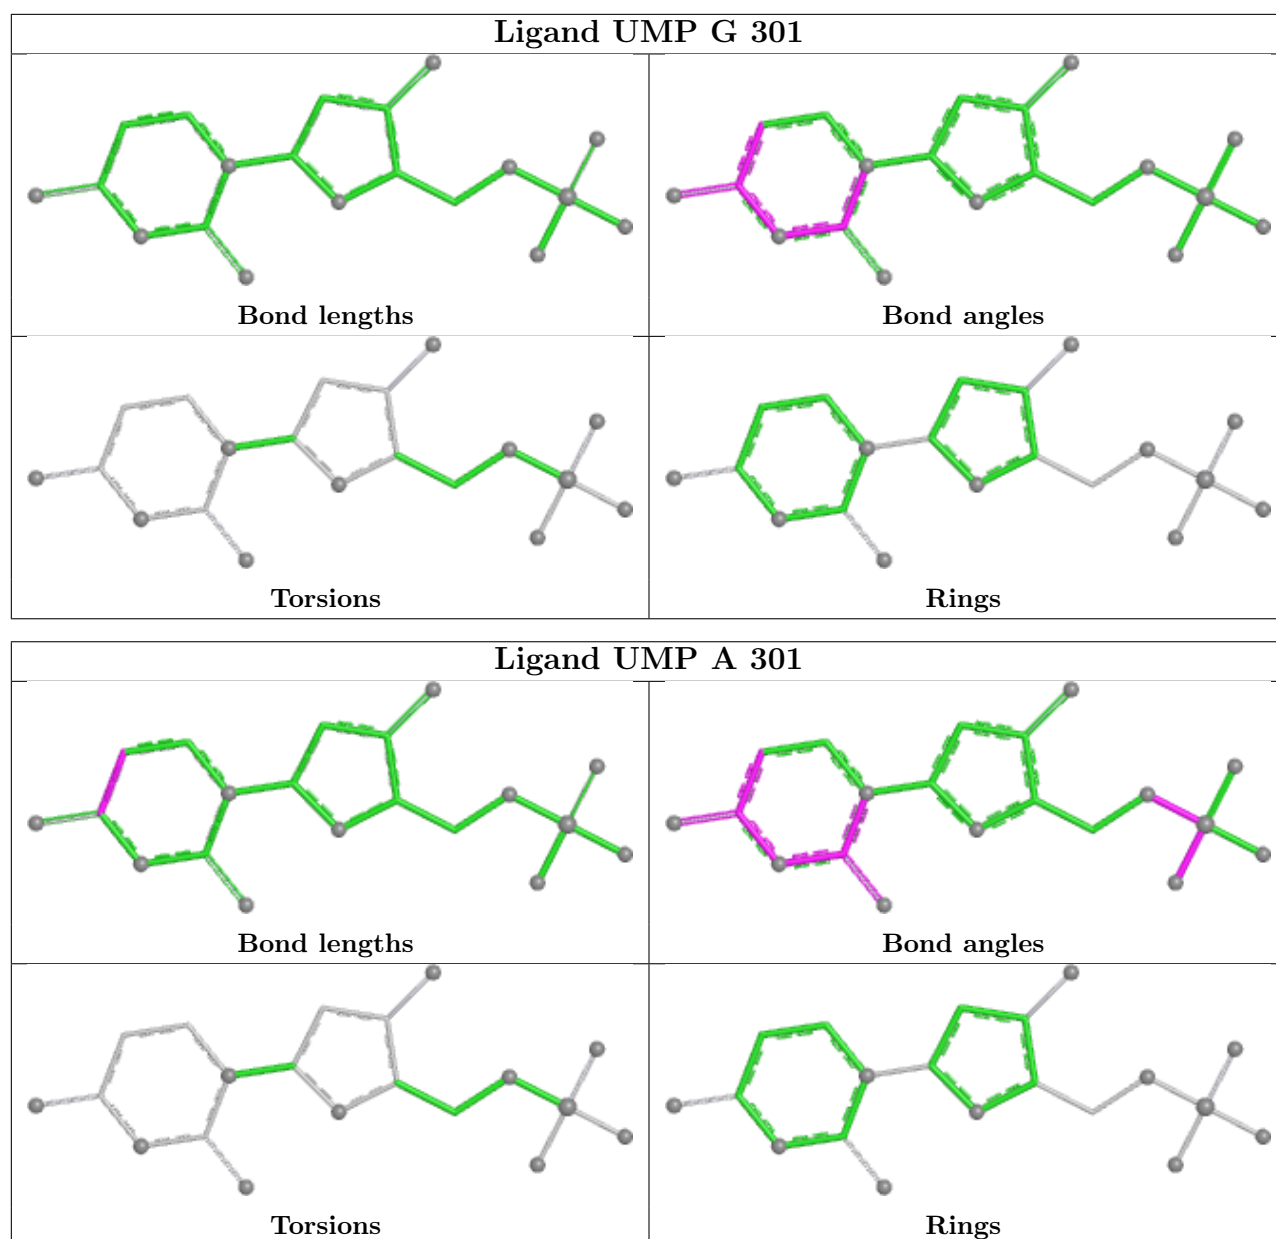 Ligand UMP G 301
Bond lengths
Bond angles
Torsions
Rings
Ligand UMP A 301
Bond lengths
Bond angles
Torsions
Rings